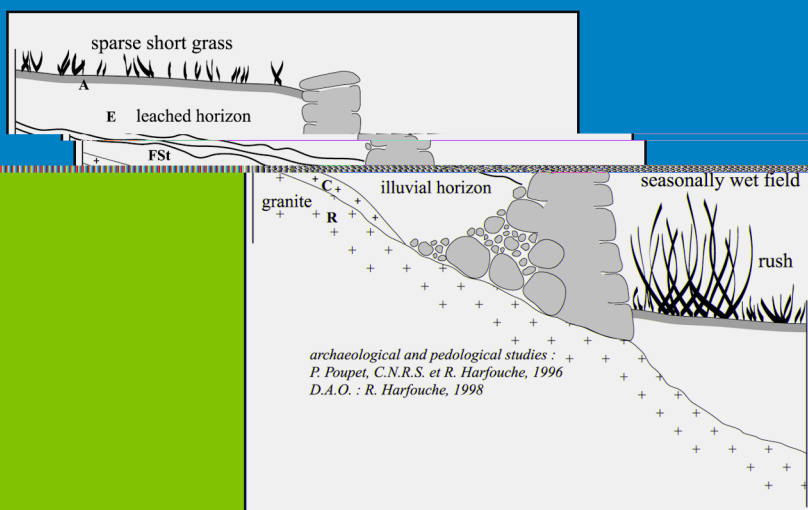 sparse short grass
A
E leached horizon
FSt
seasonally wet field
C
illuvial horizon
granite
R
rush
archaeological and pedological studies :
P. Poupet, C.N.R.S. et R. Harfouche, 1996
D.A.O. : R. Harfouche, 1998